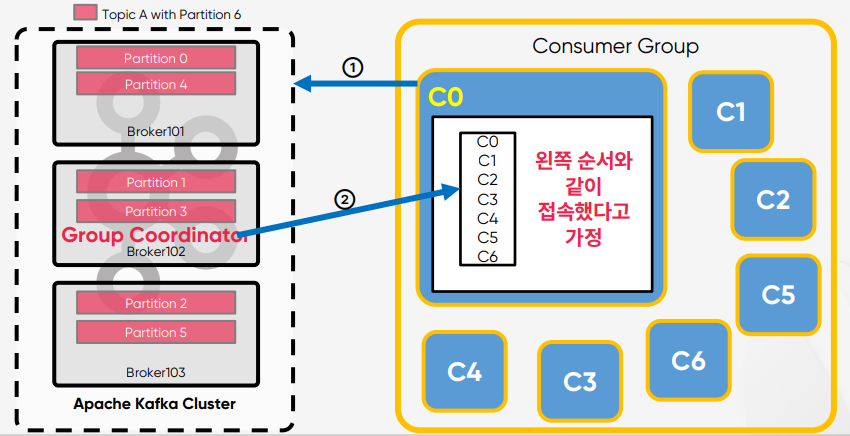 Topic A with Partition 6
Partition 0
Partition 4
Broker101
Partition 1
Partition 3
Group Coordinator
Broker102
Partition 2
Partition 5
Broker103
Apache Kafka Cluster
①
②
Consumer Group
C0
C0
C1
C2
C3
C4
C5
C6
왼쪽 순서와
같이
접속했다고
가정
C1
C2
C5
C6
C3
C4